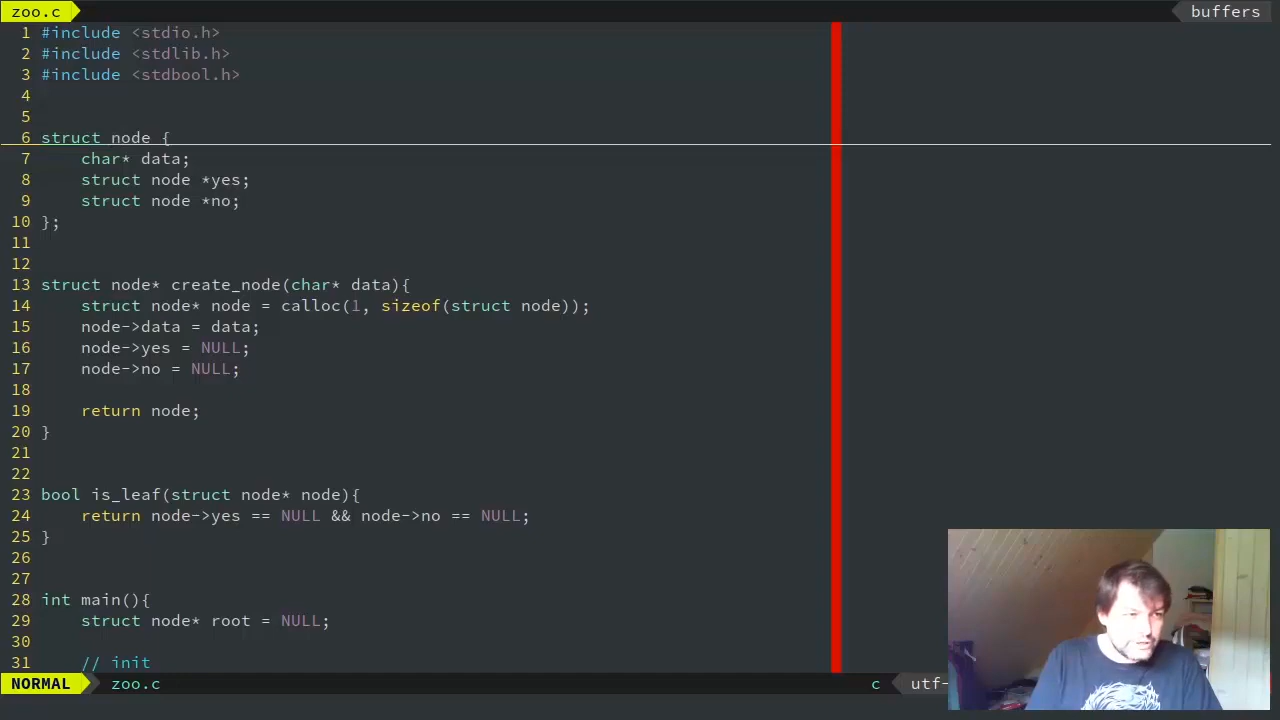 zoo.c
buffers
1 #include <stdio.h>
2 #include <stdlib.h>
3 #include <stdbool.h>
4
5
6 struct node {
7     char* data;
8     struct node *yes;
9     struct node *no;
10 };
11
12
13 struct node* create_node(char* data){
14     struct node* node = calloc(1, sizeof(struct node));
15     node->data = data;
16     node->yes = NULL;
17     node->no = NULL;
18
19     return node;
20 }
21
22
23 bool is_leaf(struct node* node){
24     return node->yes == NULL && node->no == NULL;
25 }
26
27
28 int main(){
29     struct node* root = NULL;
30
31     // init
NORMAL zoo.c c utf-